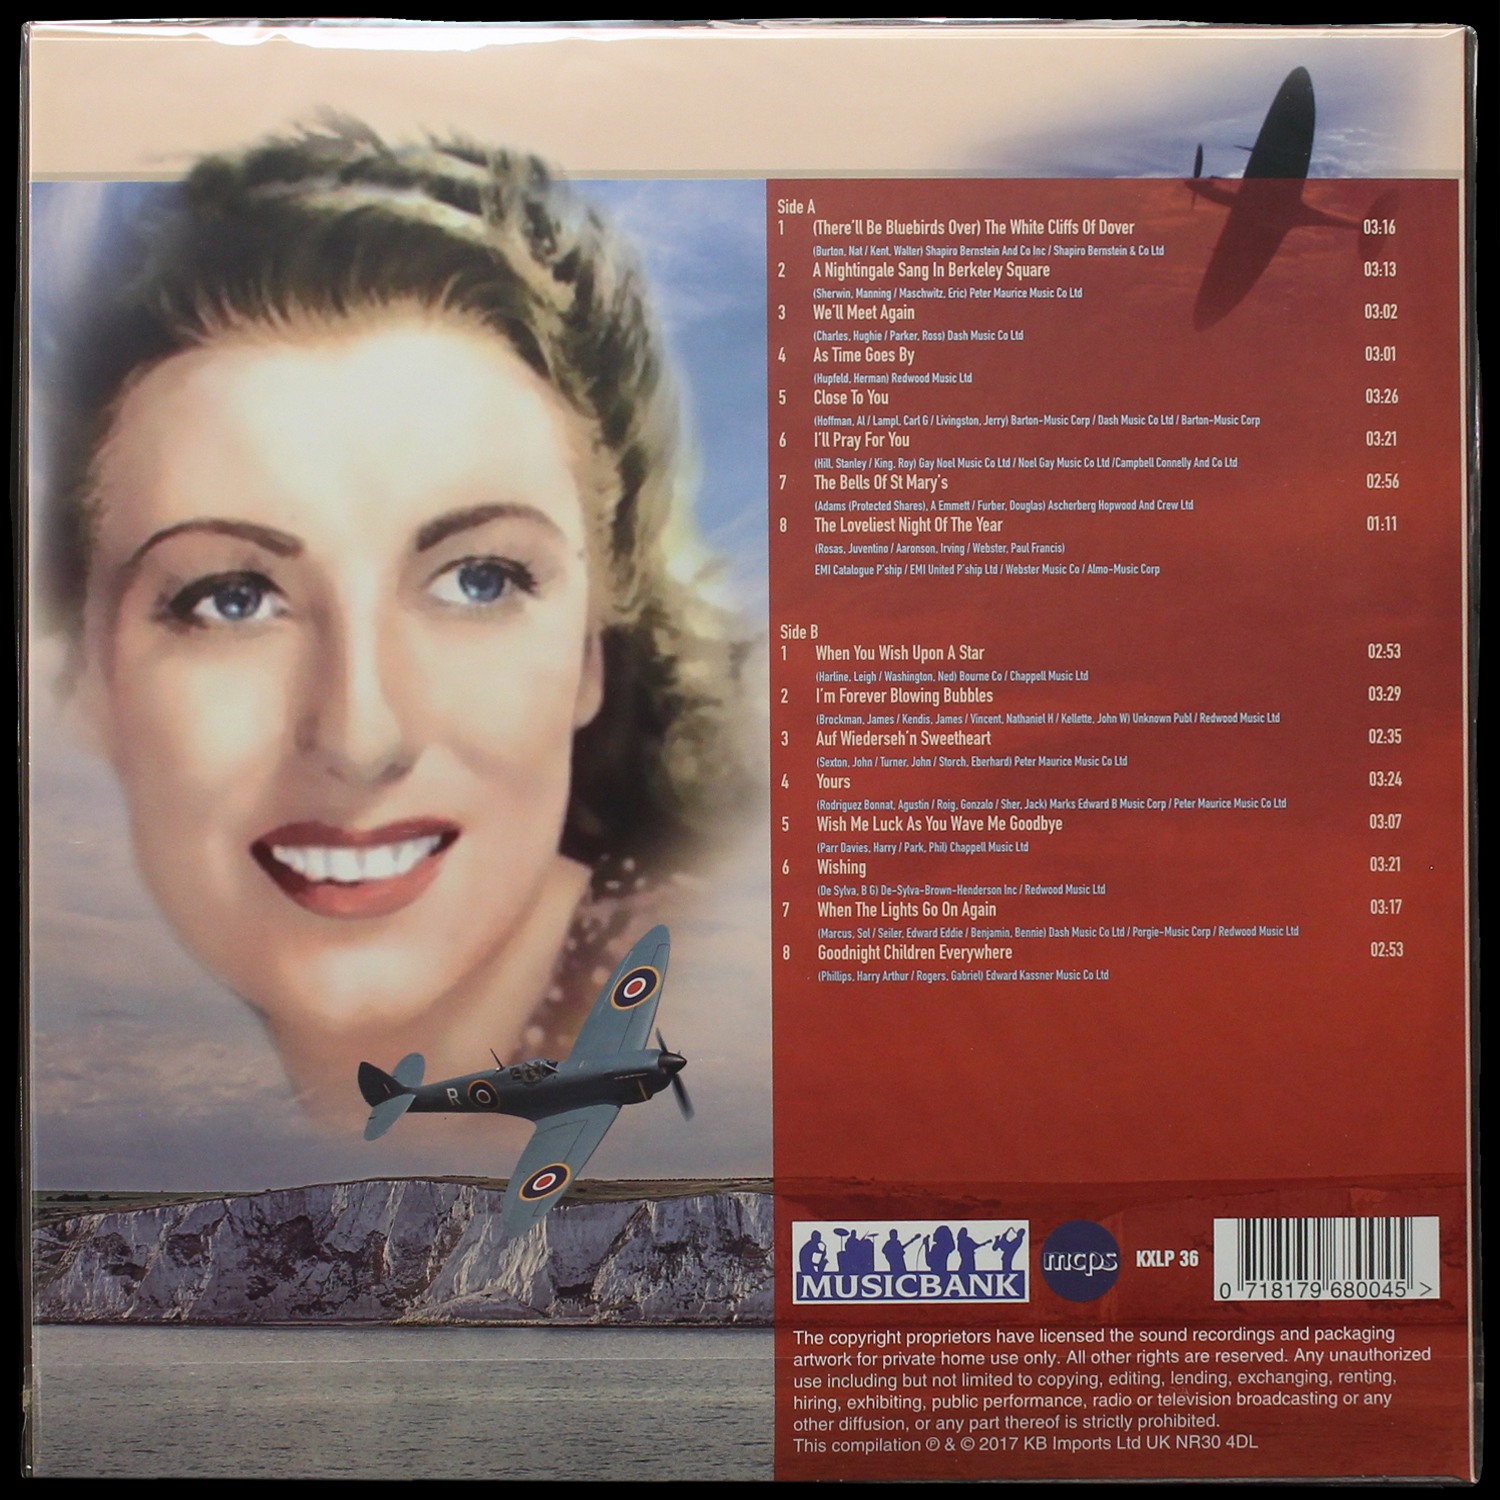 Side A
1 (There'll Be Bluebirds Over) The White Cliffs Of Dover 03:16
(Burton, Nat / Kent, Walter) Shapiro Bernstein And Co Inc / Shapiro Bernstein & Co Ltd
2 A Nightingale Sang In Berkeley Square 03:13
(Sherwin, Manning / Maschwitz, Eric) Peter Maurice Music Co Ltd
3 We'll Meet Again 03:02
(Charles, Hughie / Parker, Ross) Dash Music Co Ltd
4 As Time Goes By 03:01
(Hupfeld, Herman) Redwood Music Ltd
5 Close To You 03:26
(Hoffman, Al / Lampl, Carl G / Livingston, Jerry) Barton-Music Corp / Dash Music Co Ltd / Barton-Music Corp
6 I'll Pray For You 03:21
(Hill, Stanley / King, Roy) Gay Noel Music Co Ltd / Noel Gay Music Co Ltd /Campbell Connelly And Co Ltd
7 The Bells Of St Mary's 02:56
(Adams (Protected Shares), A Emmett / Furber, Douglas) Ascherberg Hopwood And Crew Ltd
8 The Loveliest Night Of The Year 01:11
(Rosas, Juventino / Aaronson, Irving / Webster, Paul Francis)
EMI Catalogue P'ship / EMI United P'ship Ltd / Webster Music Co / Almo-Music Corp
Side B
1 When You Wish Upon A Star 02:53
(Harline, Leigh / Washington, Ned) Bourne Co / Chappell Music Ltd
2 I'm Forever Blowing Bubbles 03:29
(Brockman, James / Kendis, James / Vincent, Nathaniel H / Kellette, John W) Unknown Publ / Redwood Music Ltd
3 Auf Wiederseh'n Sweetheart 02:35
(Sexton, John / Turner, John / Storch, Eberhard) Peter Maurice Music Co Ltd
4 Yours 03:24
(Rodriguez Bonnat, Agustin / Roig, Gonzalo / Sher, Jack) Marks Edward B Music Corp / Peter Maurice Music Co Ltd
5 Wish Me Luck As You Wave Me Goodbye 03:07
(Parr Davies, Harry / Park, Phil) Chappell Music Ltd
6 Wishing 03:21
(De Sylva, B G) De-Sylva-Brown-Henderson Inc / Redwood Music Ltd
7 When The Lights Go On Again 03:17
(Marcus, Sol / Seiler, Edward Eddie / Benjamin, Bennie) Dash Music Co Ltd / Porgie-Music Corp / Redwood Music Ltd
8 Goodnight Children Everywhere 02:53
(Phillips, Harry Arthur / Rogers, Gabriel) Edward Kassner Music Co Ltd
R
MUSICBANK
mcps
KXLP 36
0 718179 680045 >
The copyright proprietors have licensed the sound recordings and packaging
artwork for private home use only. All other rights are reserved. Any unauthorized
use including but not limited to copying, editing, lending, exchanging, renting,
hiring, exhibiting, public performance, radio or television broadcasting or any
other diffusion, or any part thereof is strictly prohibited.
This compilation ℗ & © 2017 KB Imports Ltd UK NR30 4DL